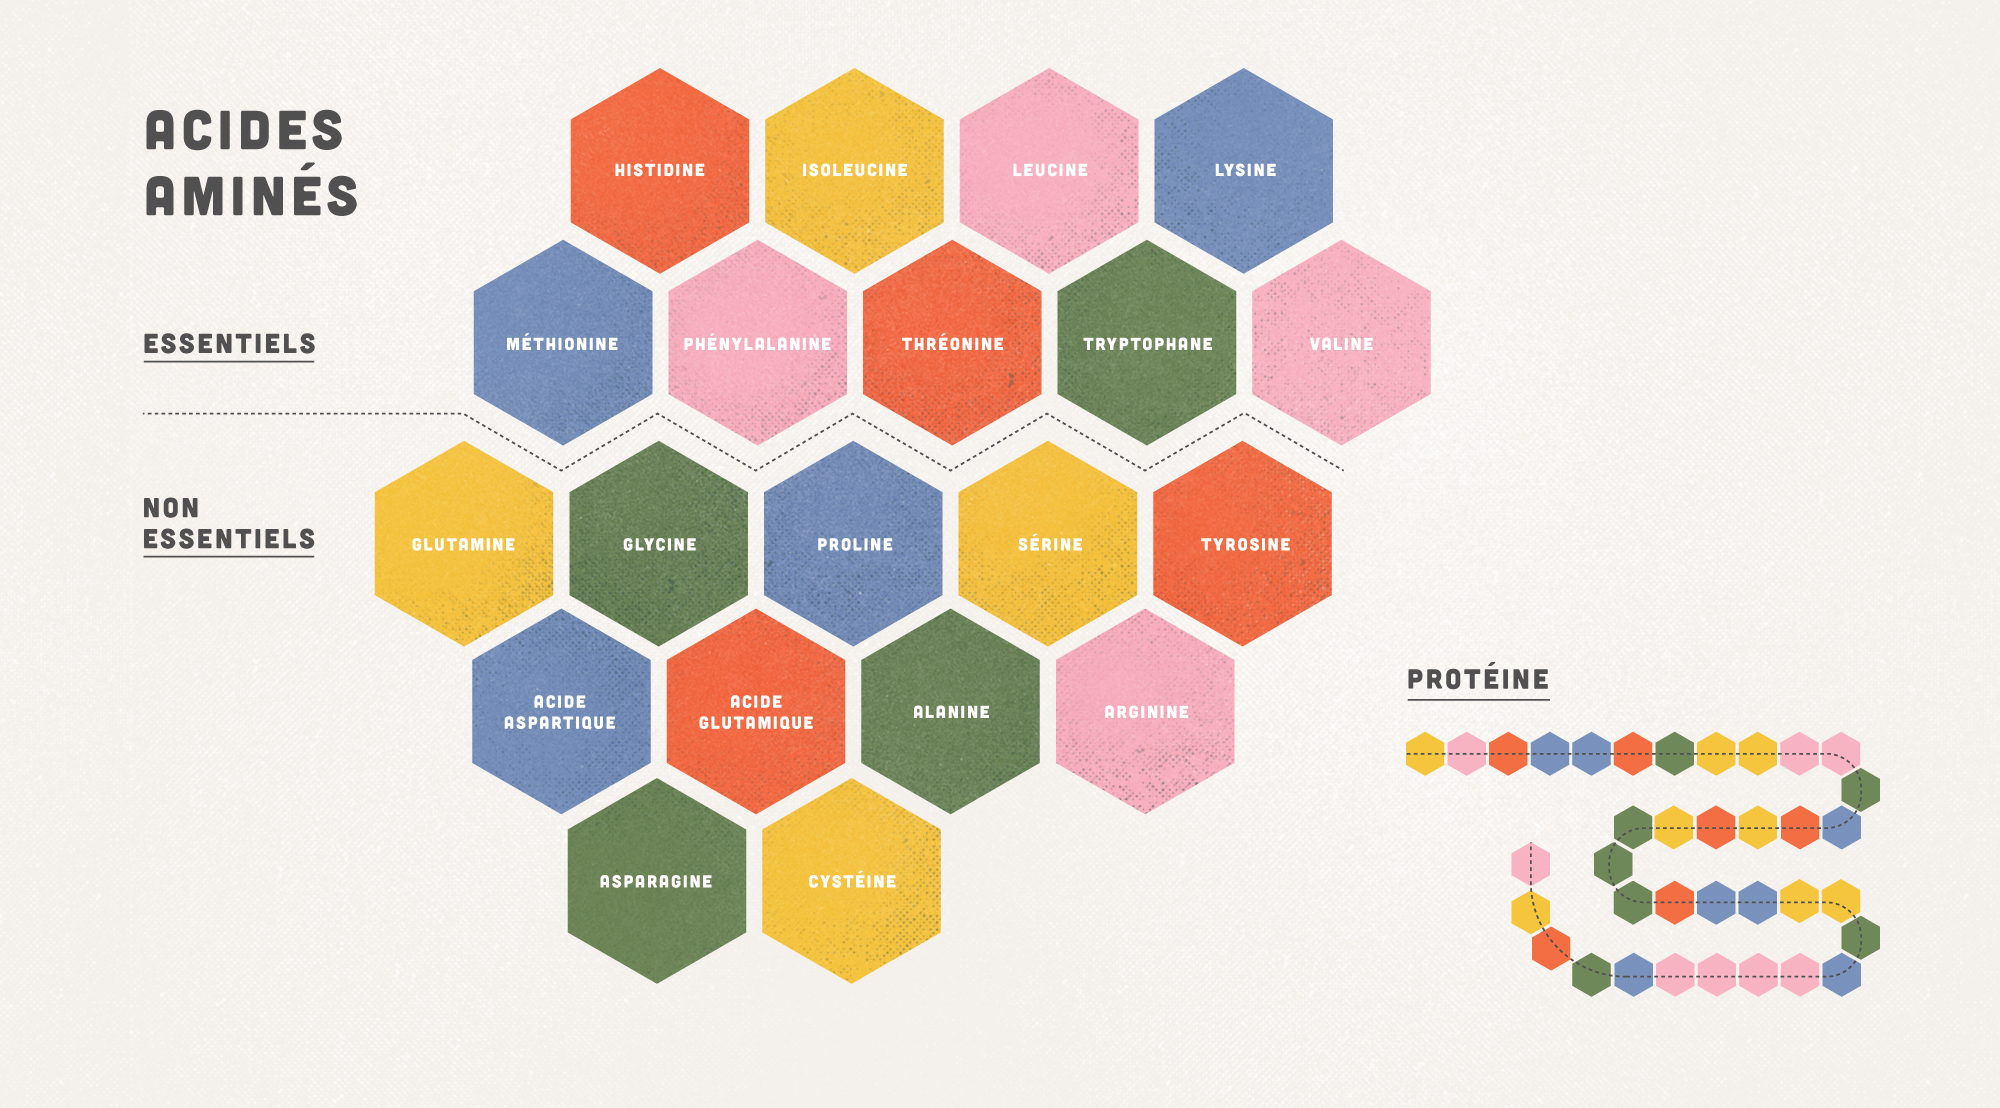 ACIDES
AMINÉS
HISTIDINE
ISOLEUCINE
LEUCINE
LYSINE
ESSENTIELS
MÉTHIONINE
PHÉNYLALANINE
THRÉONINE
TRYPTOPHANE
VALINE
NON
ESSENTIELS
GLUTAMINE
GLYCINE
PROLINE
SÉRINE
TYROSINE
ACIDE
ASPARTIQUE
ACIDE
GLUTAMIQUE
ALANINE
ARGININE
ASPARAGINE
CYSTÉINE
PROTÉINE